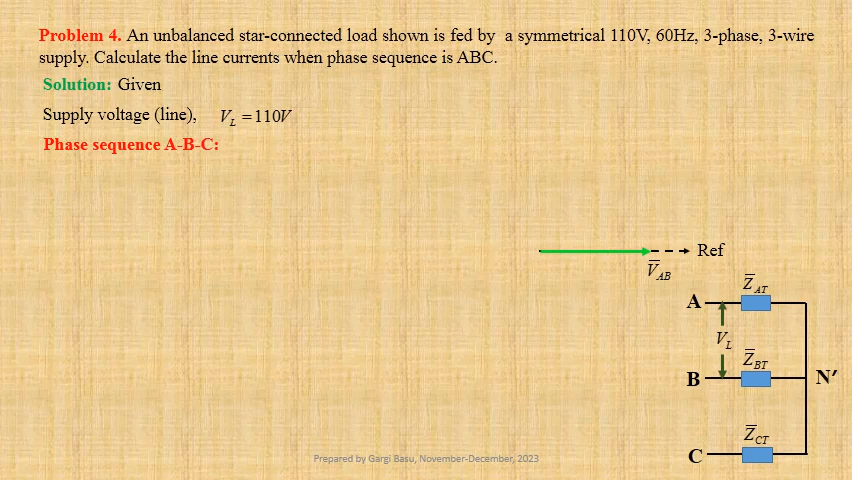 Problem 4. An unbalanced star-connected load shown is fed by a symmetrical 110V, 60Hz, 3-phase, 3-wire
supply. Calculate the line currents when phase sequence is ABC.
Solution: Given
Supply voltage (line), V_L = 110V
Phase sequence A-B-C:
Ref
V̅_AB
Z̅_AT
A
V_L
Z̅_BT
B
N′
Z̅_CT
C
Prepared by Gargi Basu, November-December, 2023